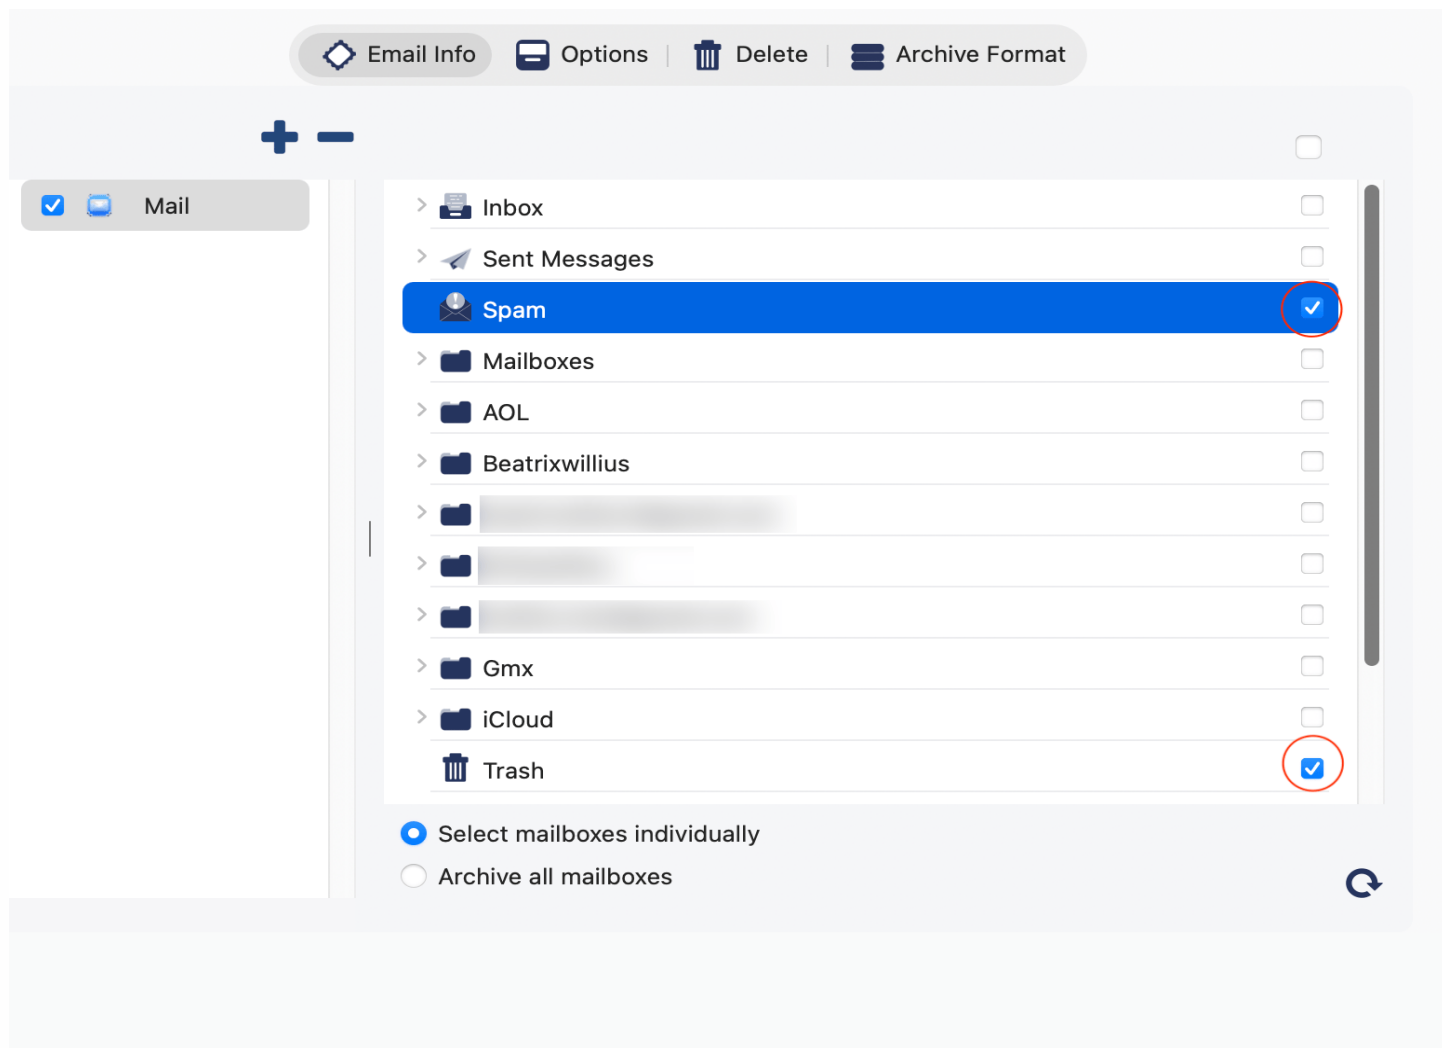 Email Info Options Delete Archive Format
Mail
Inbox
Sent Messages
Spam
Mailboxes
AOL
Beatrixwillius
Gmx
iCloud
Trash
Select mailboxes individually
Archive all mailboxes